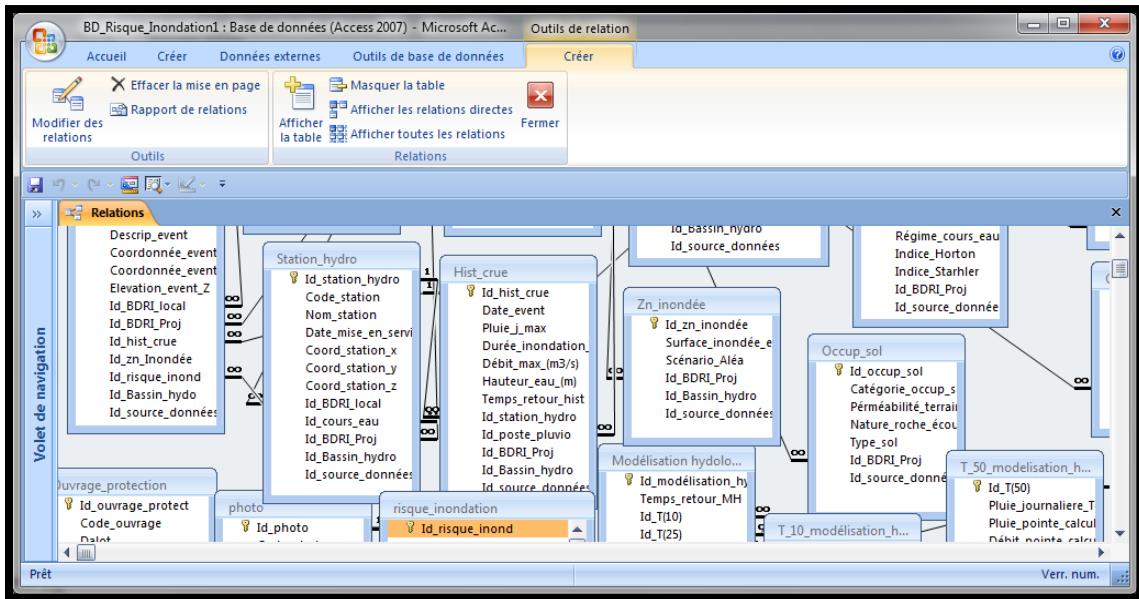 BD_Risque_Inondation1 : Base de données (Access 2007) - Microsoft Ac...
Outils de relation
Accueil
Créer
Données externes
Outils de base de données
Créer
Modifier des
relations
Effacer la mise en page
Rapport de relations
Outils
Afficher
la table
Masquer la table
Afficher les relations directes
Afficher toutes les relations
Fermer
Relations
Relations
Volet de navigation
Descrip_event
Coordonnée_event
Coordonnée_event
Elevation_event_Z
Id_BDRI_local
Id_BDRI_Proj
Id_hist_crue
Id_zn_Inondée
Id_risque_inond
Id_Bassin_hydo
Id_source_données
Station_hydro
Id_station_hydro
Code_station
Nom_station
Date_mise_en_servi
Coord_station_x
Coord_station_y
Coord_station_z
Id_BDRI_local
Id_cours_eau
Id_BDRI_Proj
Id_Bassin_hydro
Id_source_données
Hist_crue
Id_hist_crue
Date_event
Pluie_j_max
Durée_inondation_
Débit_max_(m3/s)
Hauteur_eau_(m)
Temps_retour_hist
Id_station_hydro
Id_poste_pluvio
Id_BDRI_Proj
Id_Bassin_hydro
Id_source_données
Id_Bassin_hydro
Id_source_données
Zn_inondée
Id_zn_inondée
Surface_inondée_e
Scénario_Aléa
Id_BDRI_Proj
Id_Bassin_hydro
Id_source_données
Régime_cours_eau
Indice_Horton
Indice_Starhler
Id_BDRI_Proj
Id_source_donnée
Occup_sol
Id_occup_sol
Catégorie_occup_s
Pérméabilité_terrain
Nature_roche_écou
Type_sol
Id_BDRI_Proj
Id_source_donné
Ouvrage_protection
Id_ouvrage_protect
Code_ouvrage
Dalot
photo
Id_photo
risque_inondation
Id_risque_inond
Modélisation hydolo...
Id_modélisation_hy
Temps_retour_MH
Id_T(10)
Id_T(25)
T_10_modélisation_h...
T_50_modelisation_h...
Id_T(50)
Pluie_journaliere_T
Pluie_pointe_calcul
Débit_pointe_calcu
1
1
1
Prêt
Verr. num.